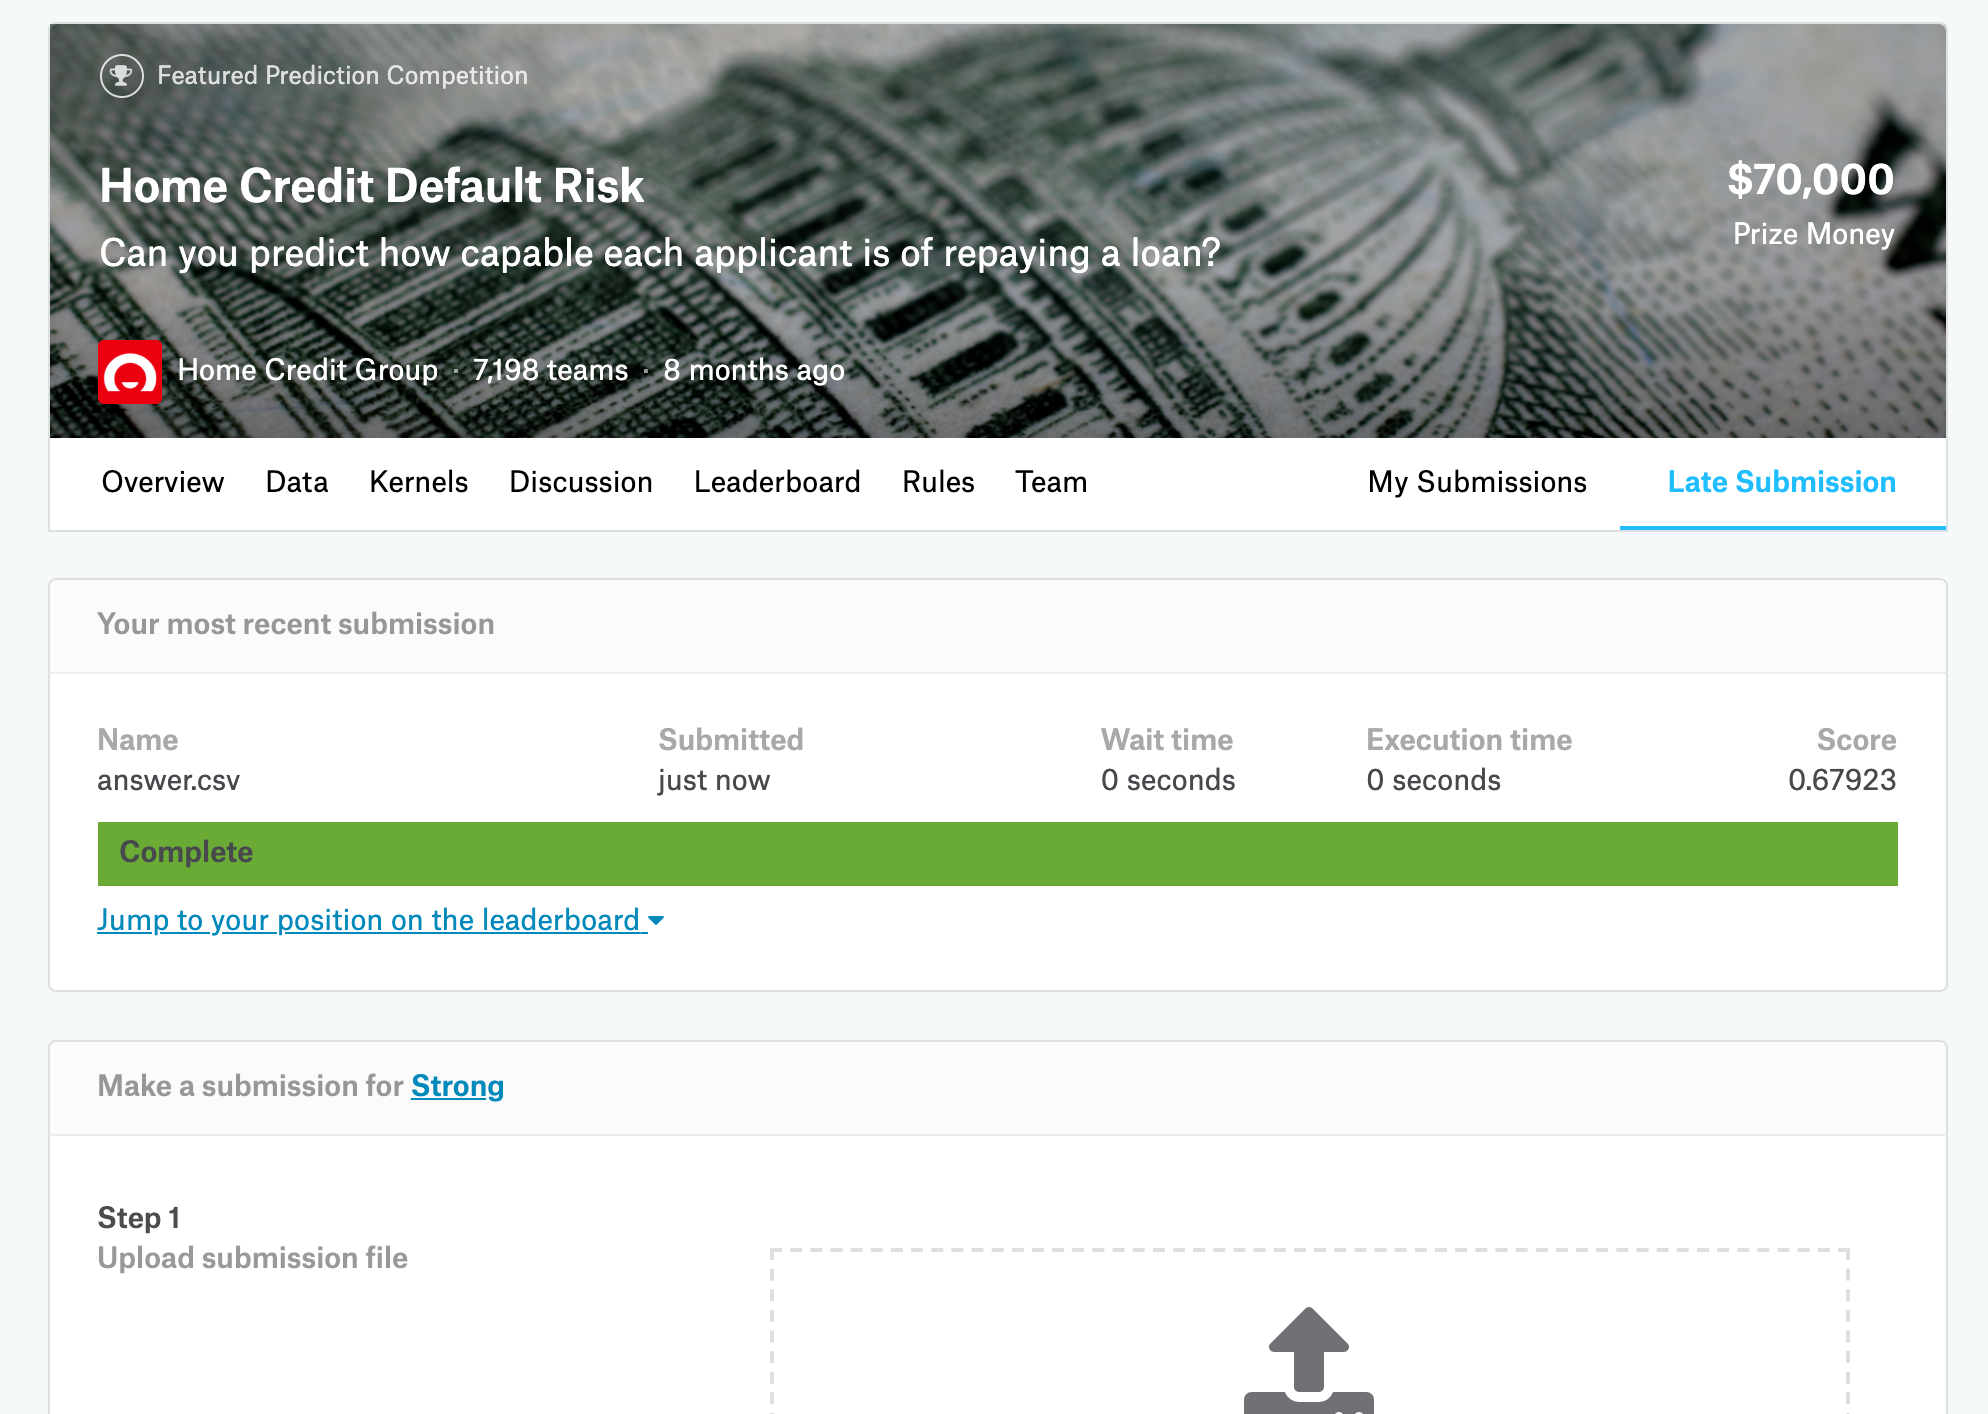 Featured Prediction Competition
Home Credit Default Risk
Can you predict how capable each applicant is of repaying a loan?
$70,000
Prize Money
Home Credit Group · 7,198 teams · 8 months ago
Overview Data Kernels Discussion Leaderboard Rules Team My Submissions Late Submission
Your most recent submission
Name Submitted Wait time Execution time Score
answer.csv just now 0 seconds 0 seconds 0.67923
Complete
Jump to your position on the leaderboard
Make a submission for Strong
Step 1
Upload submission file